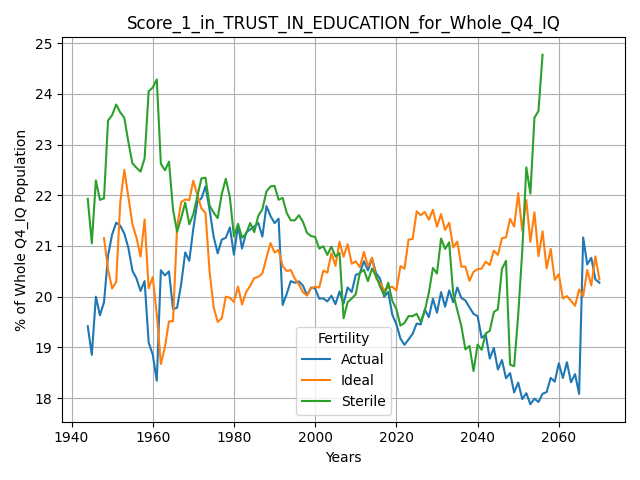 Score_1_in_TRUST_IN_EDUCATION_for_Whole_Q4_IQ
% of Whole Q4_IQ Population
25
24
23
22
21
20
19
18
Fertility
Actual
Ideal
Sterile
1940 1960 1980 2000 2020 2040 2060
Years